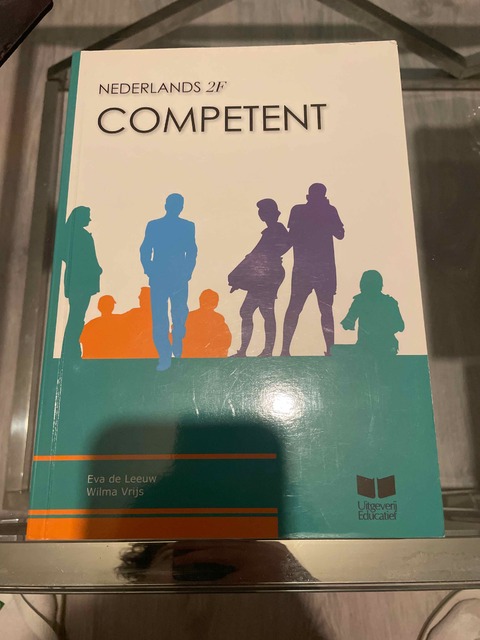 NEDERLANDS 2F
COMPETENT
Eva de Leeuw
Wilma Vrijs
Uitgeverij
Educatief